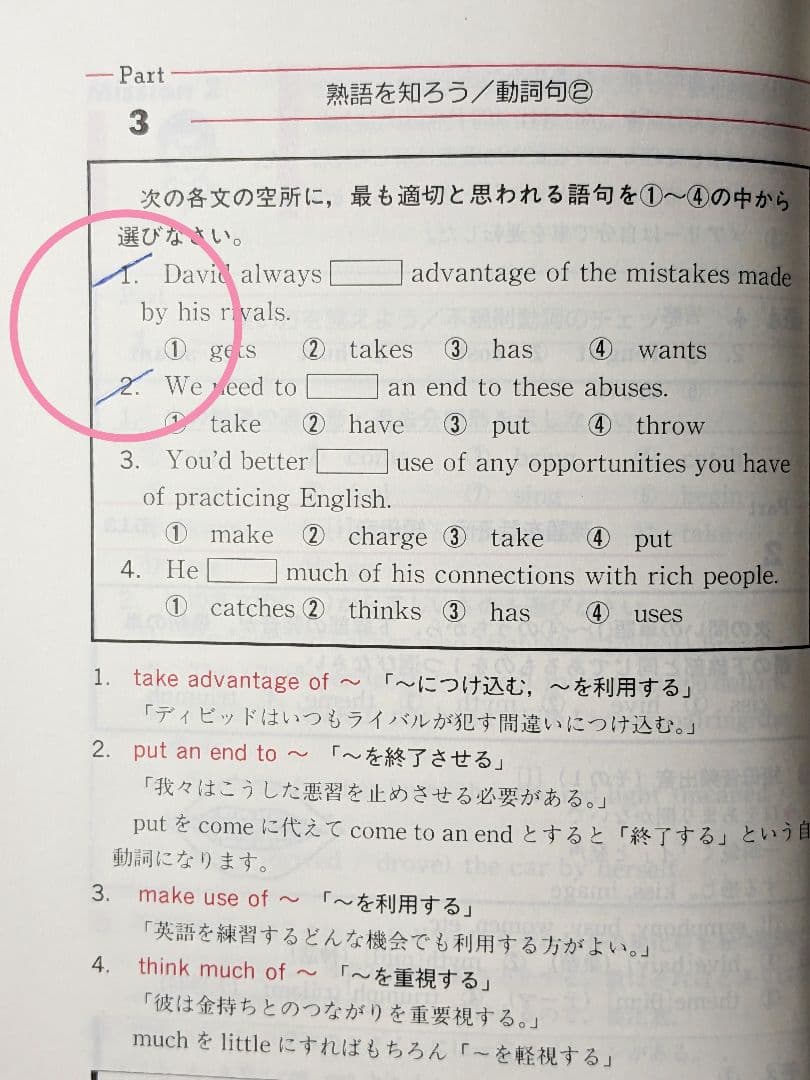 Part
3
熟語を知ろう／動詞句②
次の各文の空所に，最も適切と思われる語句を①〜④の中から
選びなさい。
1. David always advantage of the mistakes made
by his rivals.
① gets ② takes ③ has ④ wants
2. We need to an end to these abuses.
① take ② have ③ put ④ throw
3. You'd better use of any opportunities you have
of practicing English.
① make ② charge ③ take ④ put
4. He much of his connections with rich people.
① catches ② thinks ③ has ④ uses
1. take advantage of 〜 「〜につけ込む，〜を利用する」
「ディビッドはいつもライバルが犯す間違いにつけ込む。」
2. put an end to 〜 「〜を終了させる」
「我々はこうした悪習を止めさせる必要がある。」
put を come に代えて come to an end とすると「終了する」という自
動詞になります。
3. make use of 〜 「〜を利用する」
「英語を練習するどんな機会でも利用する方がよい。」
4. think much of 〜 「〜を重視する」
「彼は金持ちとのつながりを重要視する。」
much を little にすればもちろん「〜を軽視する」